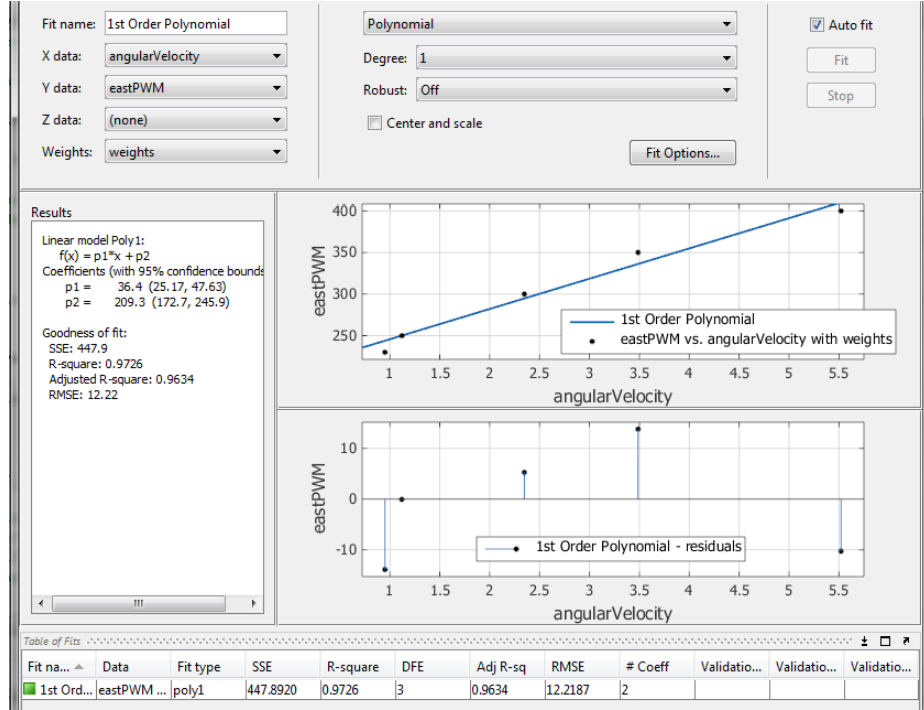 Fit name: 1st Order Polynomial
X data: angularVelocity
Y data: eastPWM
Z data: (none)
Weights: weights
Polynomial
Degree: 1
Robust: Off
Center and scale
Fit Options...
Auto fit
Fit
Stop
Results
Linear model Poly1:
f(x) = p1*x + p2
Coefficients (with 95% confidence bounds
p1 = 36.4 (25.17, 47.63)
p2 = 209.3 (172.7, 245.9)
Goodness of fit:
SSE: 447.9
R-square: 0.9726
Adjusted R-square: 0.9634
RMSE: 12.22
400
350
300
250
eastPWM
1st Order Polynomial
eastPWM vs. angularVelocity with weights
1 1.5 2 2.5 3 3.5 4 4.5 5 5.5
angularVelocity
10
0
-10
eastPWM
1st Order Polynomial - residuals
1 1.5 2 2.5 3 3.5 4 4.5 5 5.5
angularVelocity
Table of Fits
Fit na... Data Fit type SSE R-square DFE Adj R-sq RMSE # Coeff Validatio... Validatio... Validatio...
1st Ord... eastPWM ... poly1 447.8920 0.9726 3 0.9634 12.2187 2